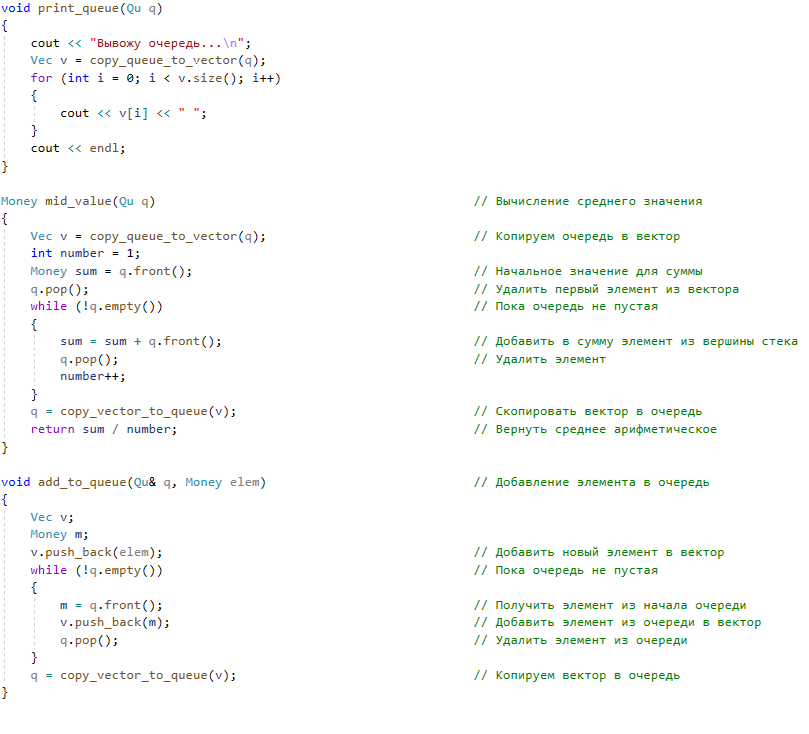 void print_queue(Qu q)
{
cout << "Вывожу очередь...\n";
Vec v = copy_queue_to_vector(q);
for (int i = 0; i < v.size(); i++)
{
cout << v[i] << " ";
}
cout << endl;
}
Money mid_value(Qu q) // Вычисление среднего значения
{
Vec v = copy_queue_to_vector(q); // Копируем очередь в вектор
int number = 1;
Money sum = q.front(); // Начальное значение для суммы
q.pop(); // Удалить первый элемент из вектора
while (!q.empty()) // Пока очередь не пустая
{
sum = sum + q.front(); // Добавить в сумму элемент из вершины стека
q.pop(); // Удалить элемент
number++;
}
q = copy_vector_to_queue(v); // Скопировать вектор в очередь
return sum / number; // Вернуть среднее арифметическое
}
void add_to_queue(Qu& q, Money elem) // Добавление элемента в очередь
{
Vec v;
Money m;
v.push_back(elem); // Добавить новый элемент в вектор
while (!q.empty()) // Пока очередь не пустая
{
m = q.front(); // Получить элемент из начала очереди
v.push_back(m); // Добавить элемент из очереди в вектор
q.pop(); // Удалить элемент из очереди
}
q = copy_vector_to_queue(v); // Копируем вектор в очередь
}